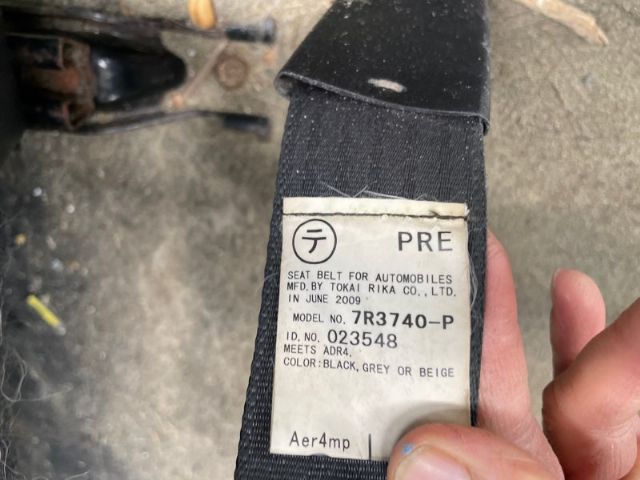 テ PRE
SEAT BELT FOR AUTOMOBILES
MFD. BY TOKAI RIKA CO., LTD.
IN JUNE 2009
MODEL NO. 7R3740-P
ID. NO. 023548
MEETS ADR4.
COLOR:BLACK, GREY OR BEIGE
Aer4mp